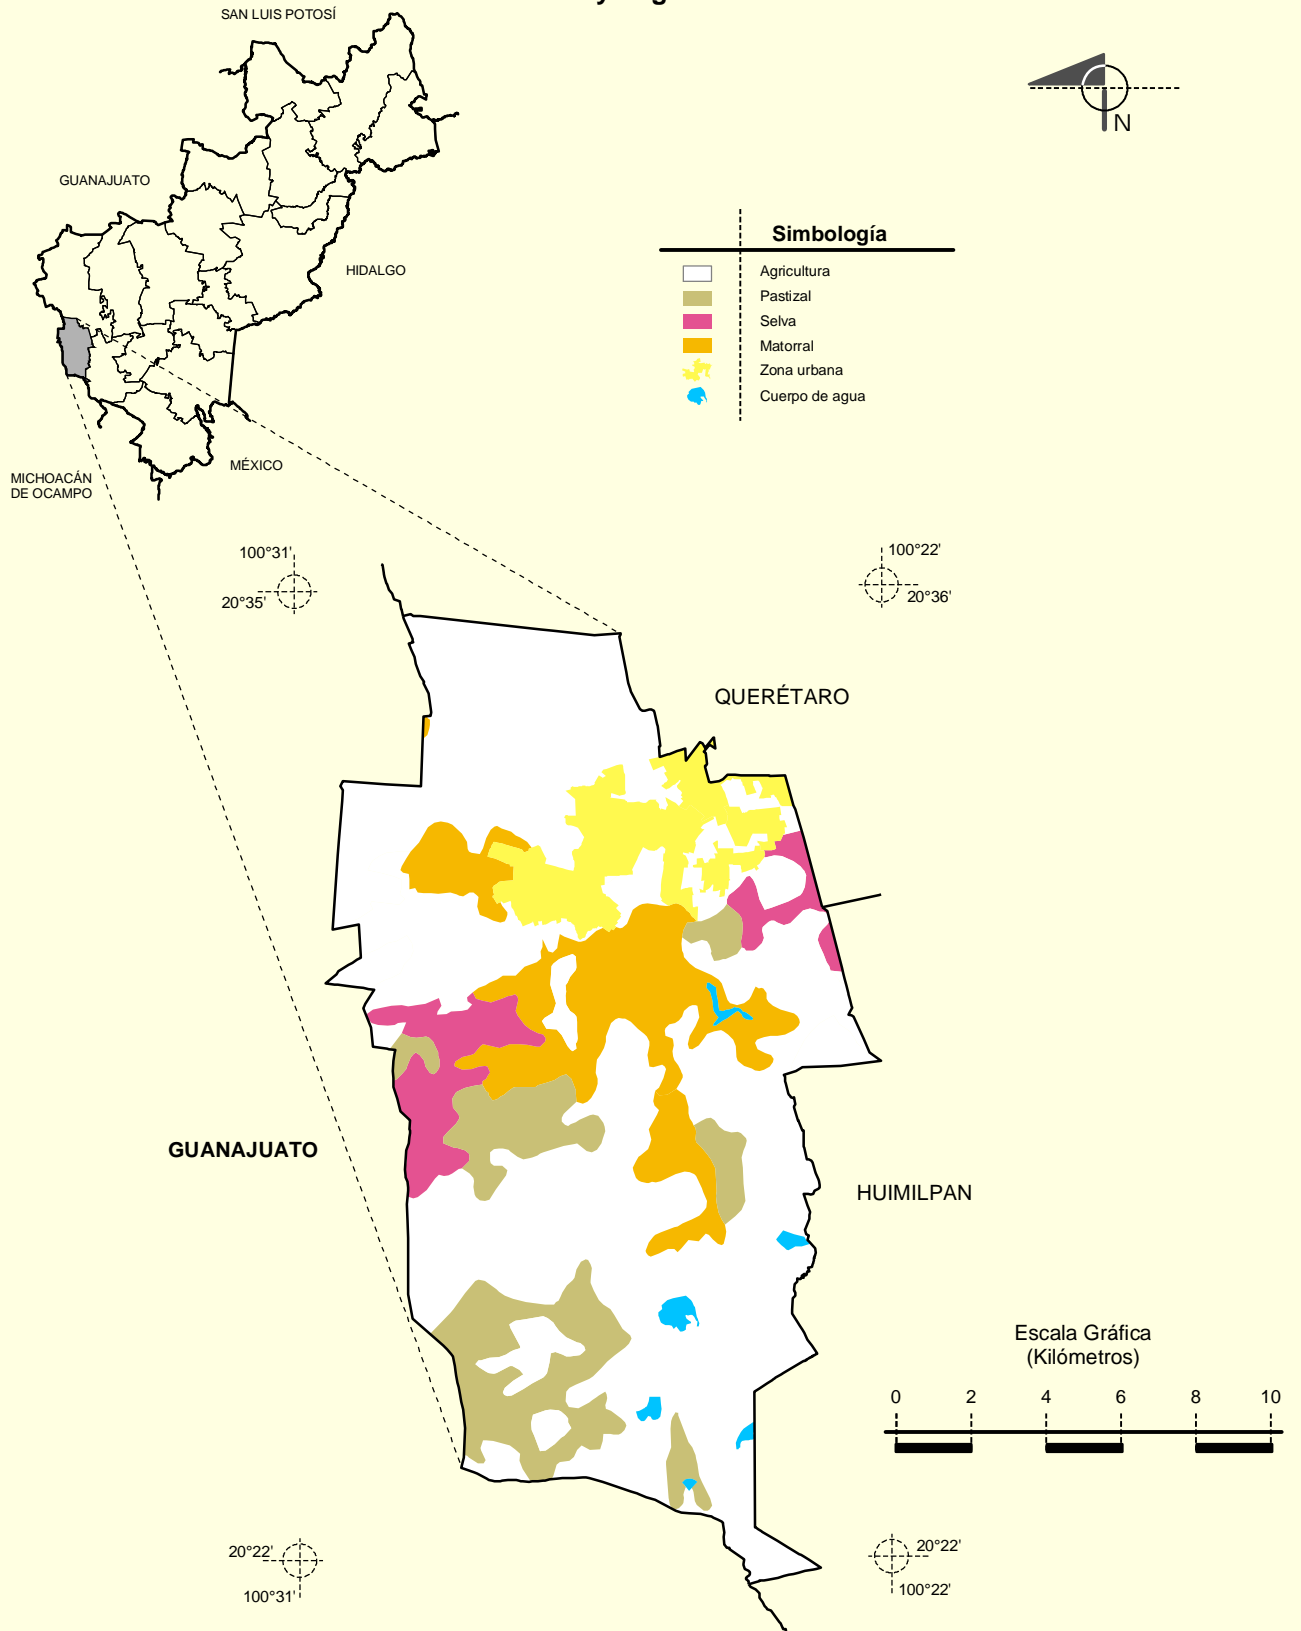 SAN LUIS POTOSÍ
N
GUANAJUATO
Simbología
HIDALGO
Agricultura
Pastizal
Selva
Matorral
Zona urbana
Cuerpo de agua
MÉXICO
MICHOACÁN
DE OCAMPO
100°31'
20°35'
100°22'
20°36'
QUERÉTARO
GUANAJUATO
HUIMILPAN
Escala Gráfica
(Kilómetros)
0 2 4 6 8 10
20°22'
100°31'
20°22'
100°22'